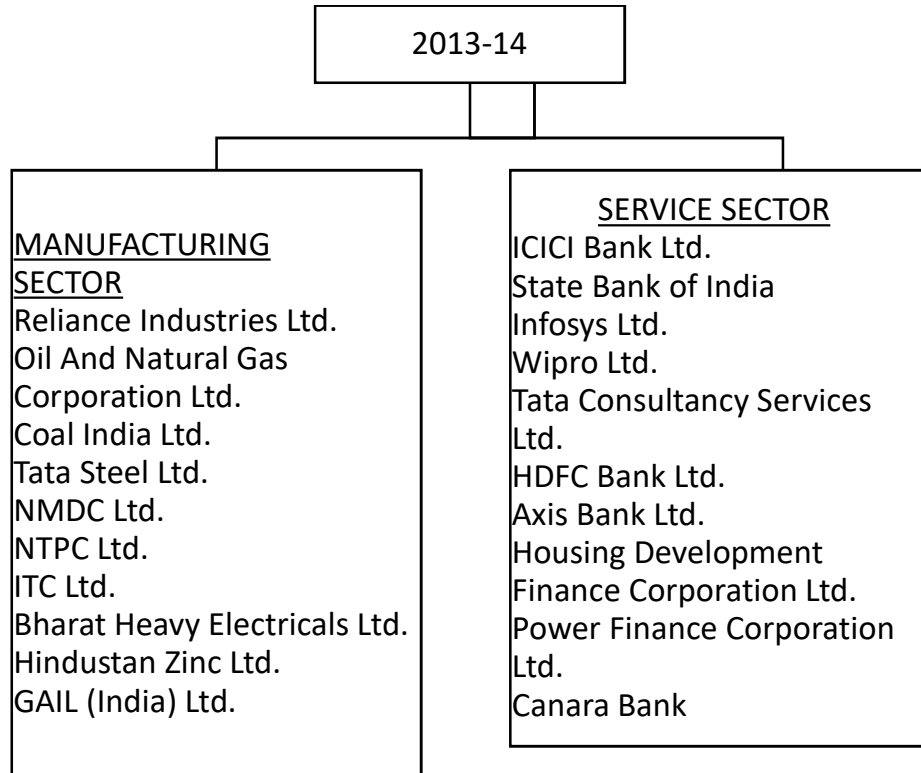 2013-14
MANUFACTURING
SECTOR
Reliance Industries Ltd.
Oil And Natural Gas
Corporation Ltd.
Coal India Ltd.
Tata Steel Ltd.
NMDC Ltd.
NTPC Ltd.
ITC Ltd.
Bharat Heavy Electricals Ltd.
Hindustan Zinc Ltd.
GAIL (India) Ltd.
SERVICE SECTOR
ICICI Bank Ltd.
State Bank of India
Infosys Ltd.
Wipro Ltd.
Tata Consultancy Services
Ltd.
HDFC Bank Ltd.
Axis Bank Ltd.
Housing Development
Finance Corporation Ltd.
Power Finance Corporation
Ltd.
Canara Bank